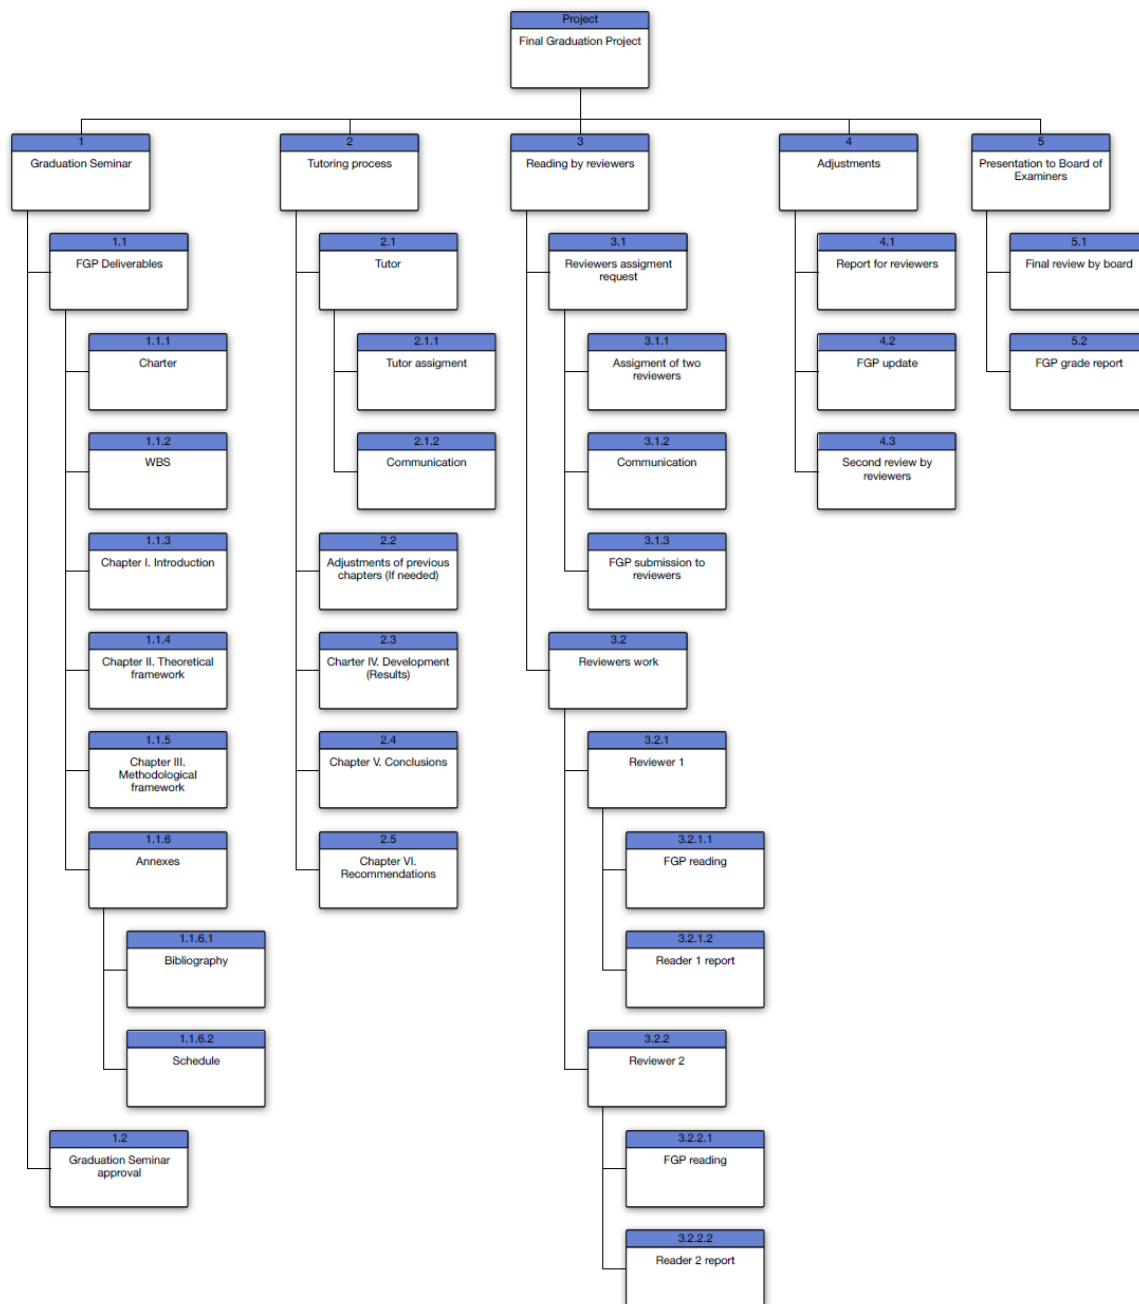 Project
Final Graduation Project
1
Graduation Seminar
1.1
FGP Deliverables
1.1.1
Charter
1.1.2
WBS
1.1.3
Chapter I. Introduction
1.1.4
Chapter II. Theoretical
framework
1.1.5
Chapter III.
Methodological
framework
1.1.6
Annexes
1.1.6.1
Bibliography
1.1.6.2
Schedule
1.2
Graduation Seminar
approval
2
Tutoring process
2.1
Tutor
2.1.1
Tutor assigment
2.1.2
Communication
2.2
Adjustments of previous
chapters (If needed)
2.3
Charter IV. Development
(Results)
2.4
Chapter V. Conclusions
2.5
Chapter VI.
Recommendations
3
Reading by reviewers
3.1
Reviewers assigment
request
3.1.1
Assigment of two
reviewers
3.1.2
Communication
3.1.3
FGP submission to
reviewers
3.2
Reviewers work
3.2.1
Reviewer 1
3.2.1.1
FGP reading
3.2.1.2
Reader 1 report
3.2.2
Reviewer 2
3.2.2.1
FGP reading
3.2.2.2
Reader 2 report
4
Adjustments
4.1
Report for reviewers
4.2
FGP update
4.3
Second review by
reviewers
5
Presentation to Board of
Examiners
5.1
Final review by board
5.2
FGP grade report